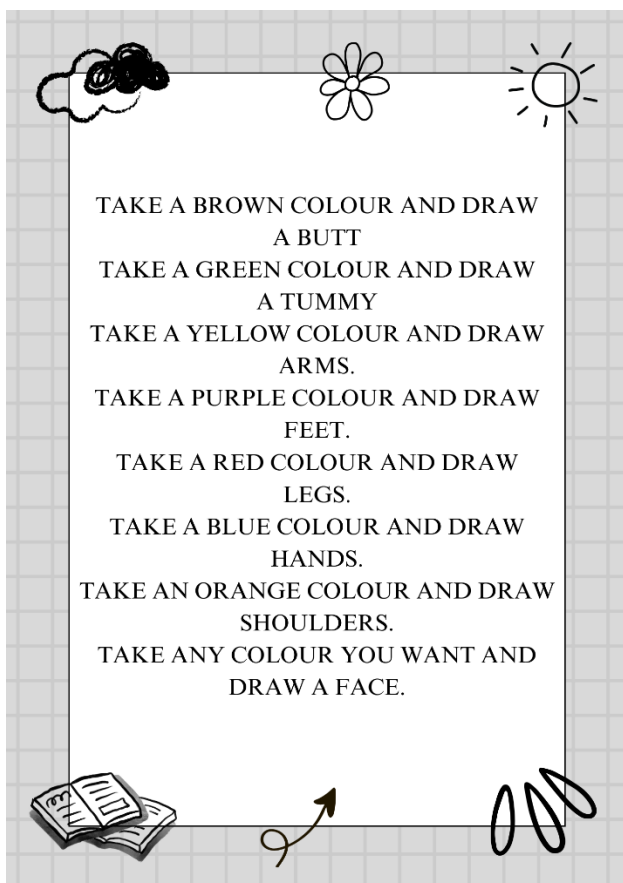 TAKE A BROWN COLOUR AND DRAW
A BUTT
TAKE A GREEN COLOUR AND DRAW
A TUMMY
TAKE A YELLOW COLOUR AND DRAW
ARMS.
TAKE A PURPLE COLOUR AND DRAW
FEET.
TAKE A RED COLOUR AND DRAW
LEGS.
TAKE A BLUE COLOUR AND DRAW
HANDS.
TAKE AN ORANGE COLOUR AND DRAW
SHOULDERS.
TAKE ANY COLOUR YOU WANT AND
DRAW A FACE.